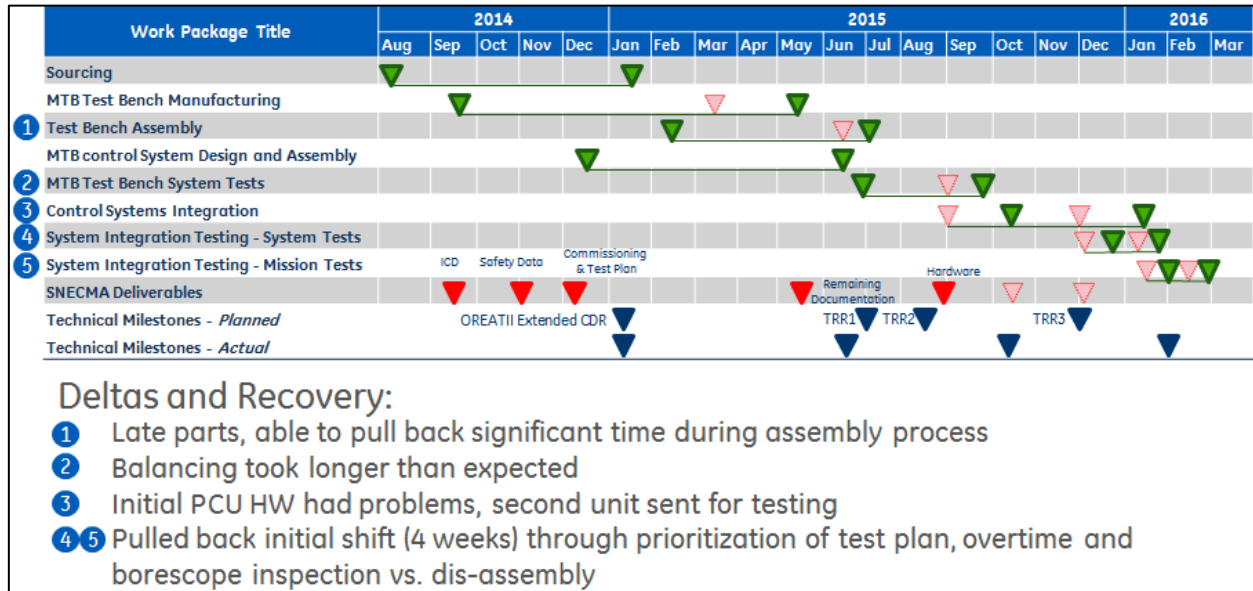 Work Package Title 2014 2015 2016
Aug Sep Oct Nov Dec Jan Feb Mar Apr May Jun Jul Aug Sep Oct Nov Dec Jan Feb Mar
Sourcing
MTB Test Bench Manufacturing
1 Test Bench Assembly
MTB control System Design and Assembly
2 MTB Test Bench System Tests
3 Control Systems Integration
4 System Integration Testing - System Tests
5 System Integration Testing - Mission Tests
ICD Safety Data Commissioning
& Test Plan
Remaining
Documentation
Hardware
SNECMA Deliverables
Technical Milestones - Planned OREATII Extended CDR TRR1 TRR2 TRR3
Technical Milestones - Actual
Deltas and Recovery:
1 Late parts, able to pull back significant time during assembly process
2 Balancing took longer than expected
3 Initial PCU HW had problems, second unit sent for testing
4 5 Pulled back initial shift (4 weeks) through prioritization of test plan, overtime and
borescope inspection vs. dis-assembly